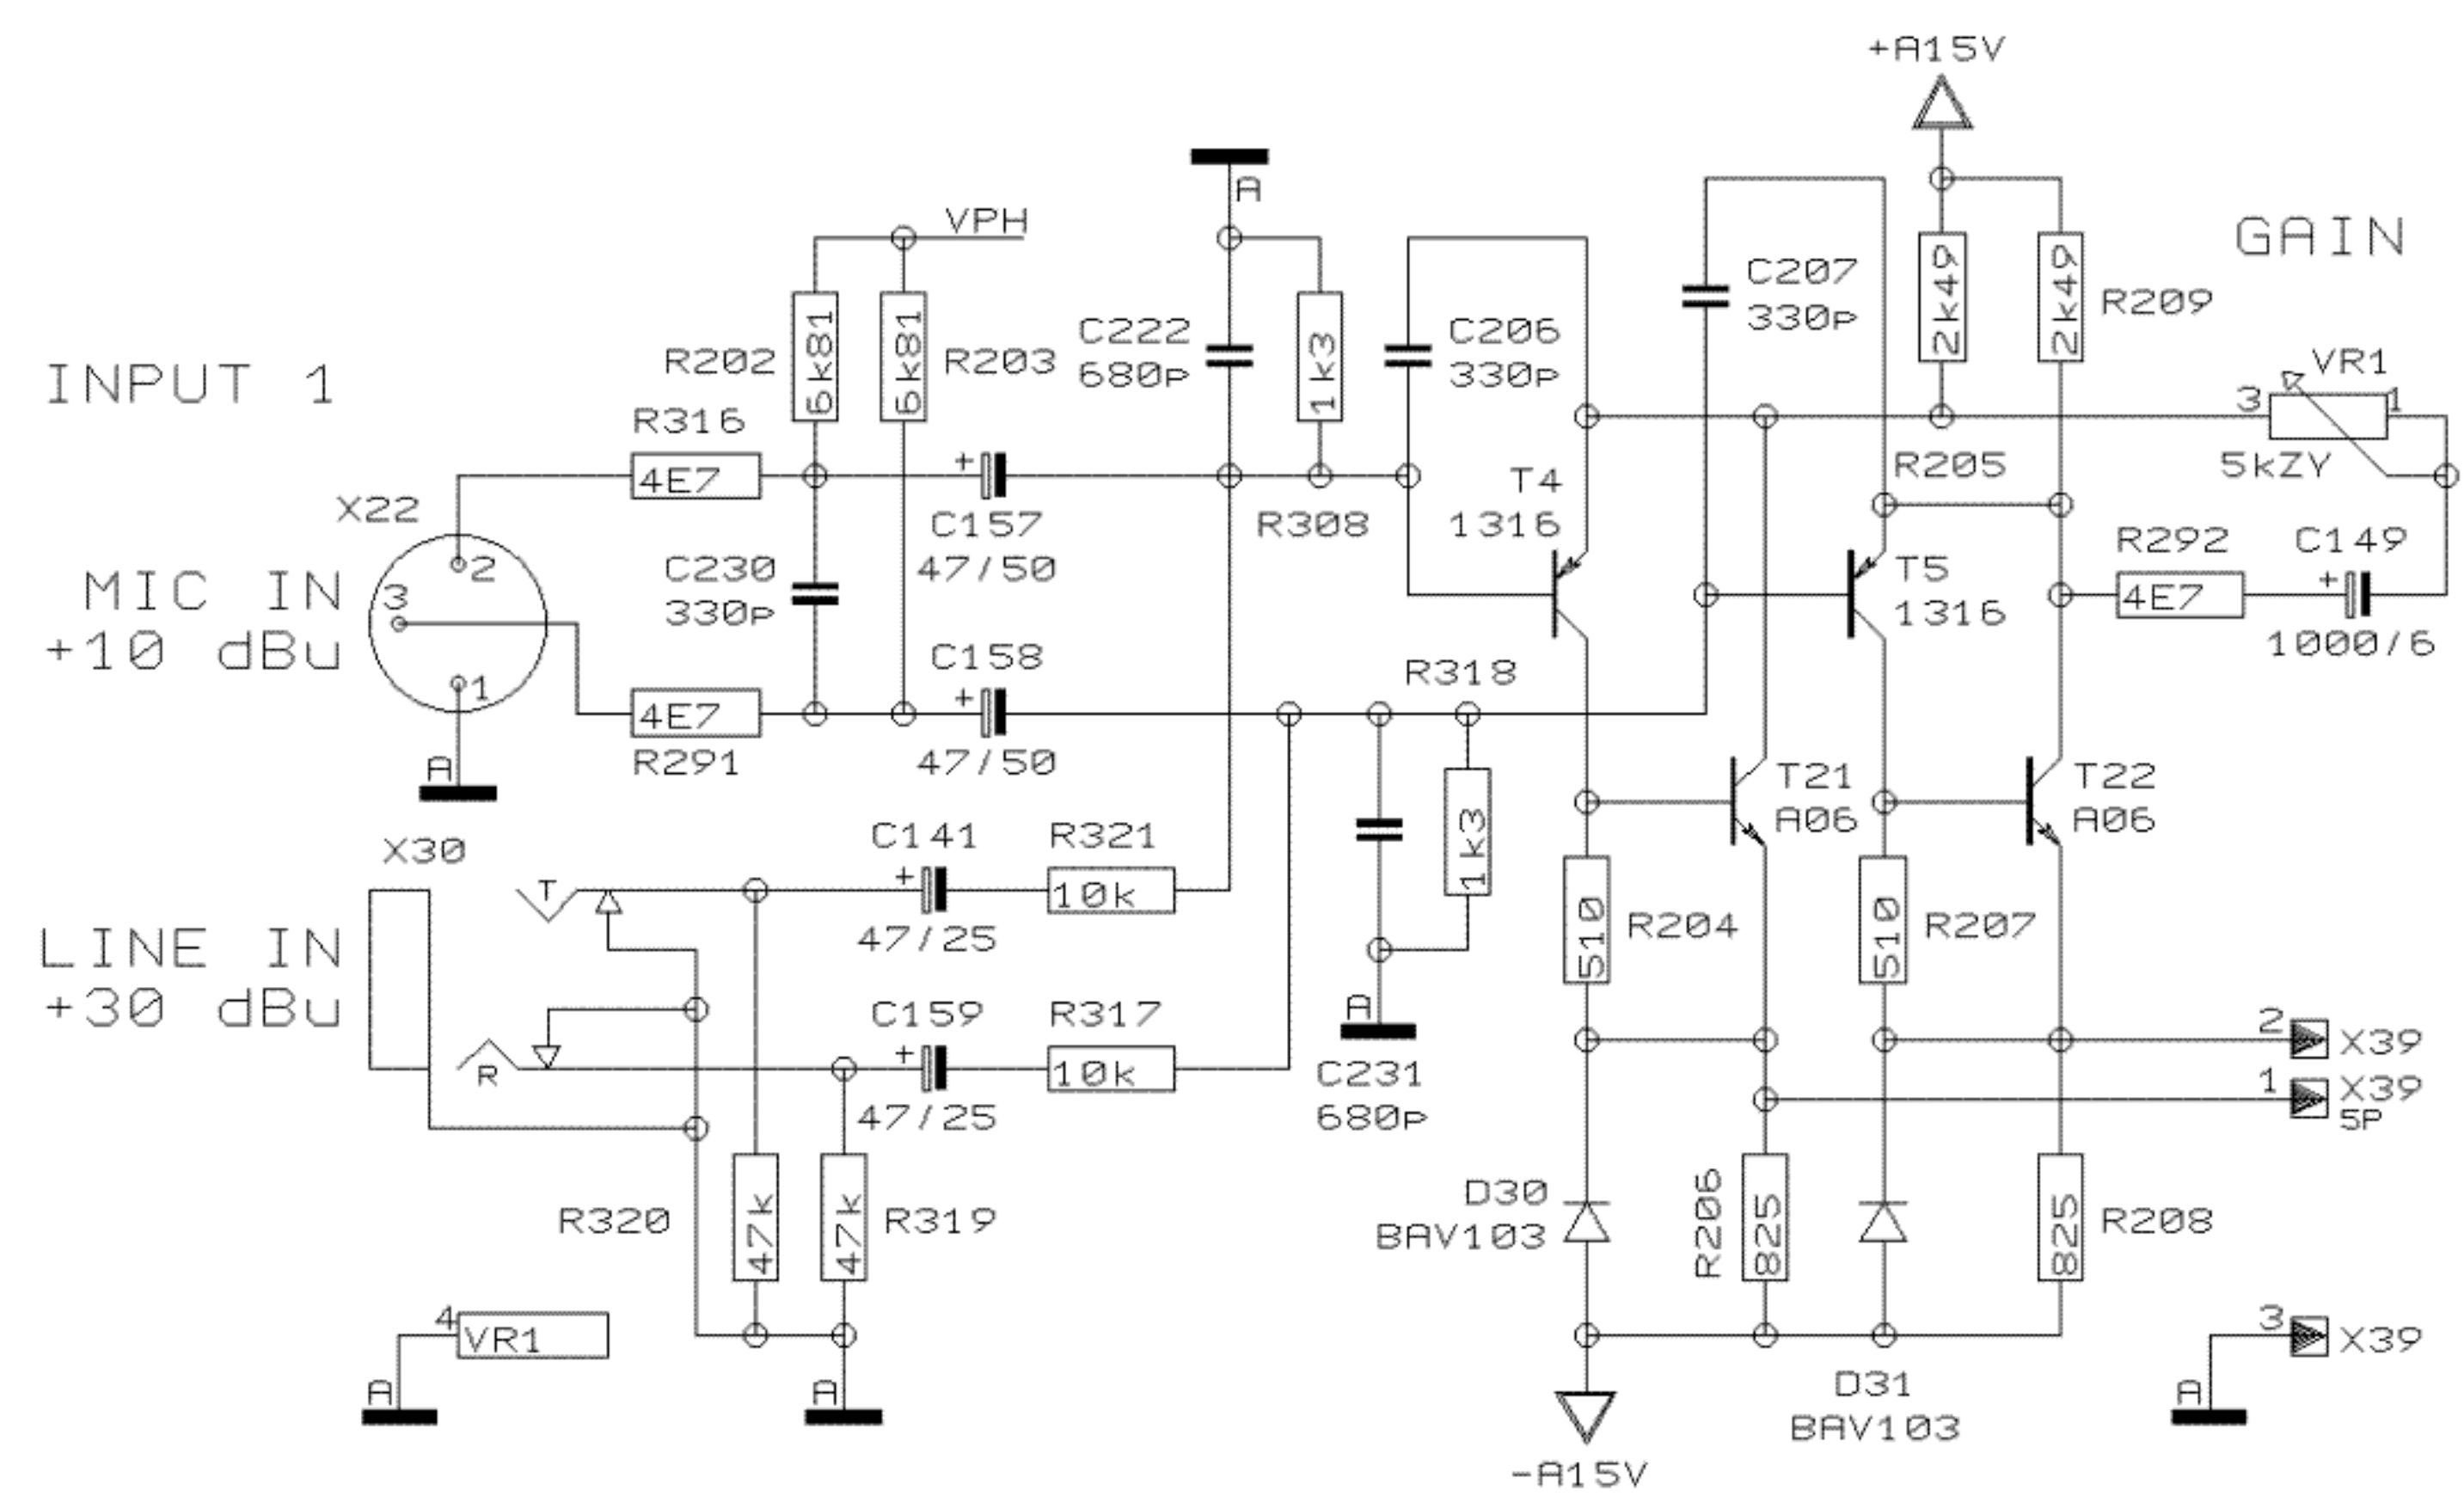 +A15V
A
VPH
GAIN
C207
330p
2k49
2k49
R209
INPUT 1
R202
6k81
6k81
R203
C222
680p
1k3
C206
330p
VR1
3
1
R316
4E7
+
R205
5kZY
X22
C157
47/50
R308
T4
1316
2
3
MIC IN
+10 dBu
C230
330p
T5
1316
R292
4E7
C149
+
1000/6
1
C158
+
47/50
4E7
R291
R318
A
T21
A06
T22
A06
X30
C141
+
47/25
R321
10k
1k3
T
LINE IN
+30 dBu
510
R204
510
R207
C159
+
47/25
R317
10k
R
A
C231
680p
2
X39
1
X39
5P
D30
BAV103
R206
825
825
R208
R320
47k
47k
R319
4
VR1
A
A
D31
BAV103
3
X39
A
-A15V